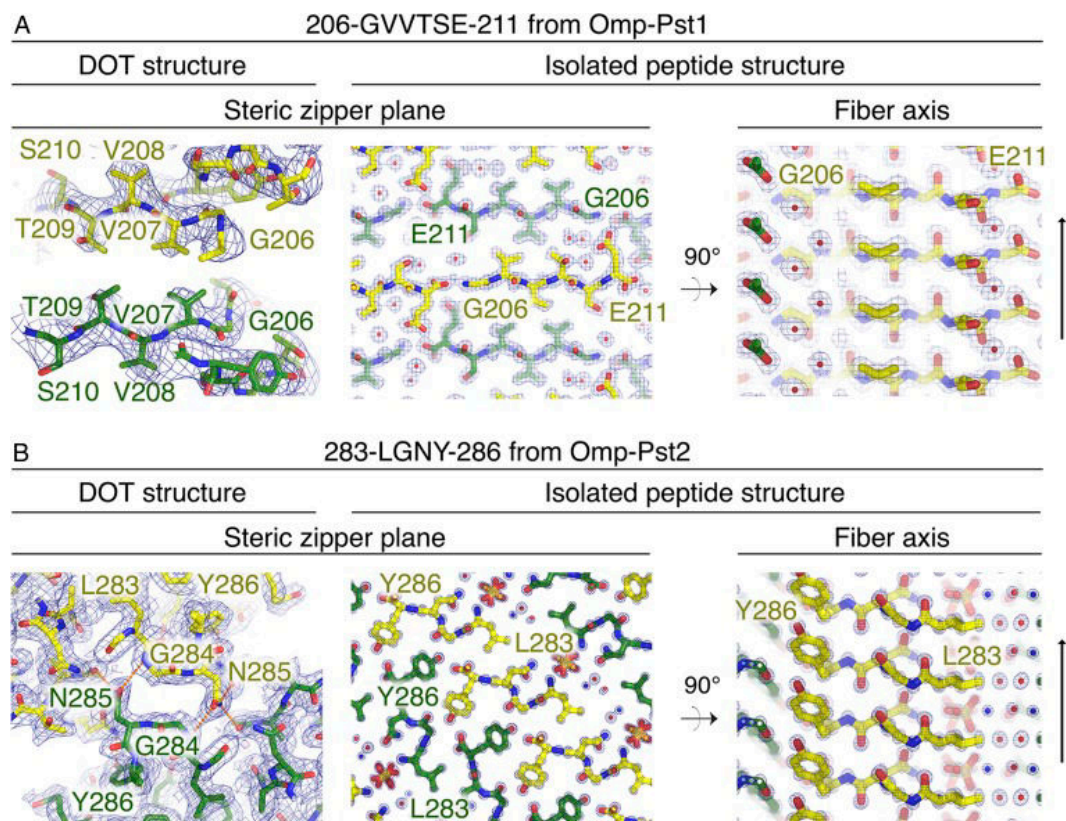 A 206-GVVTSE-211 from Omp-Pst1
DOT structure Isolated peptide structure
Steric zipper plane Fiber axis
S210 V208
T209 V207 G206
T209 V207 G206
S210 V208
G206
E211
G206 E211
90°
G206 E211
B 283-LGNY-286 from Omp-Pst2
DOT structure Isolated peptide structure
Steric zipper plane Fiber axis
L283 Y286
G284 N285
N285
G284
Y286
Y286
L283
Y286
L283
90°
Y286 L283